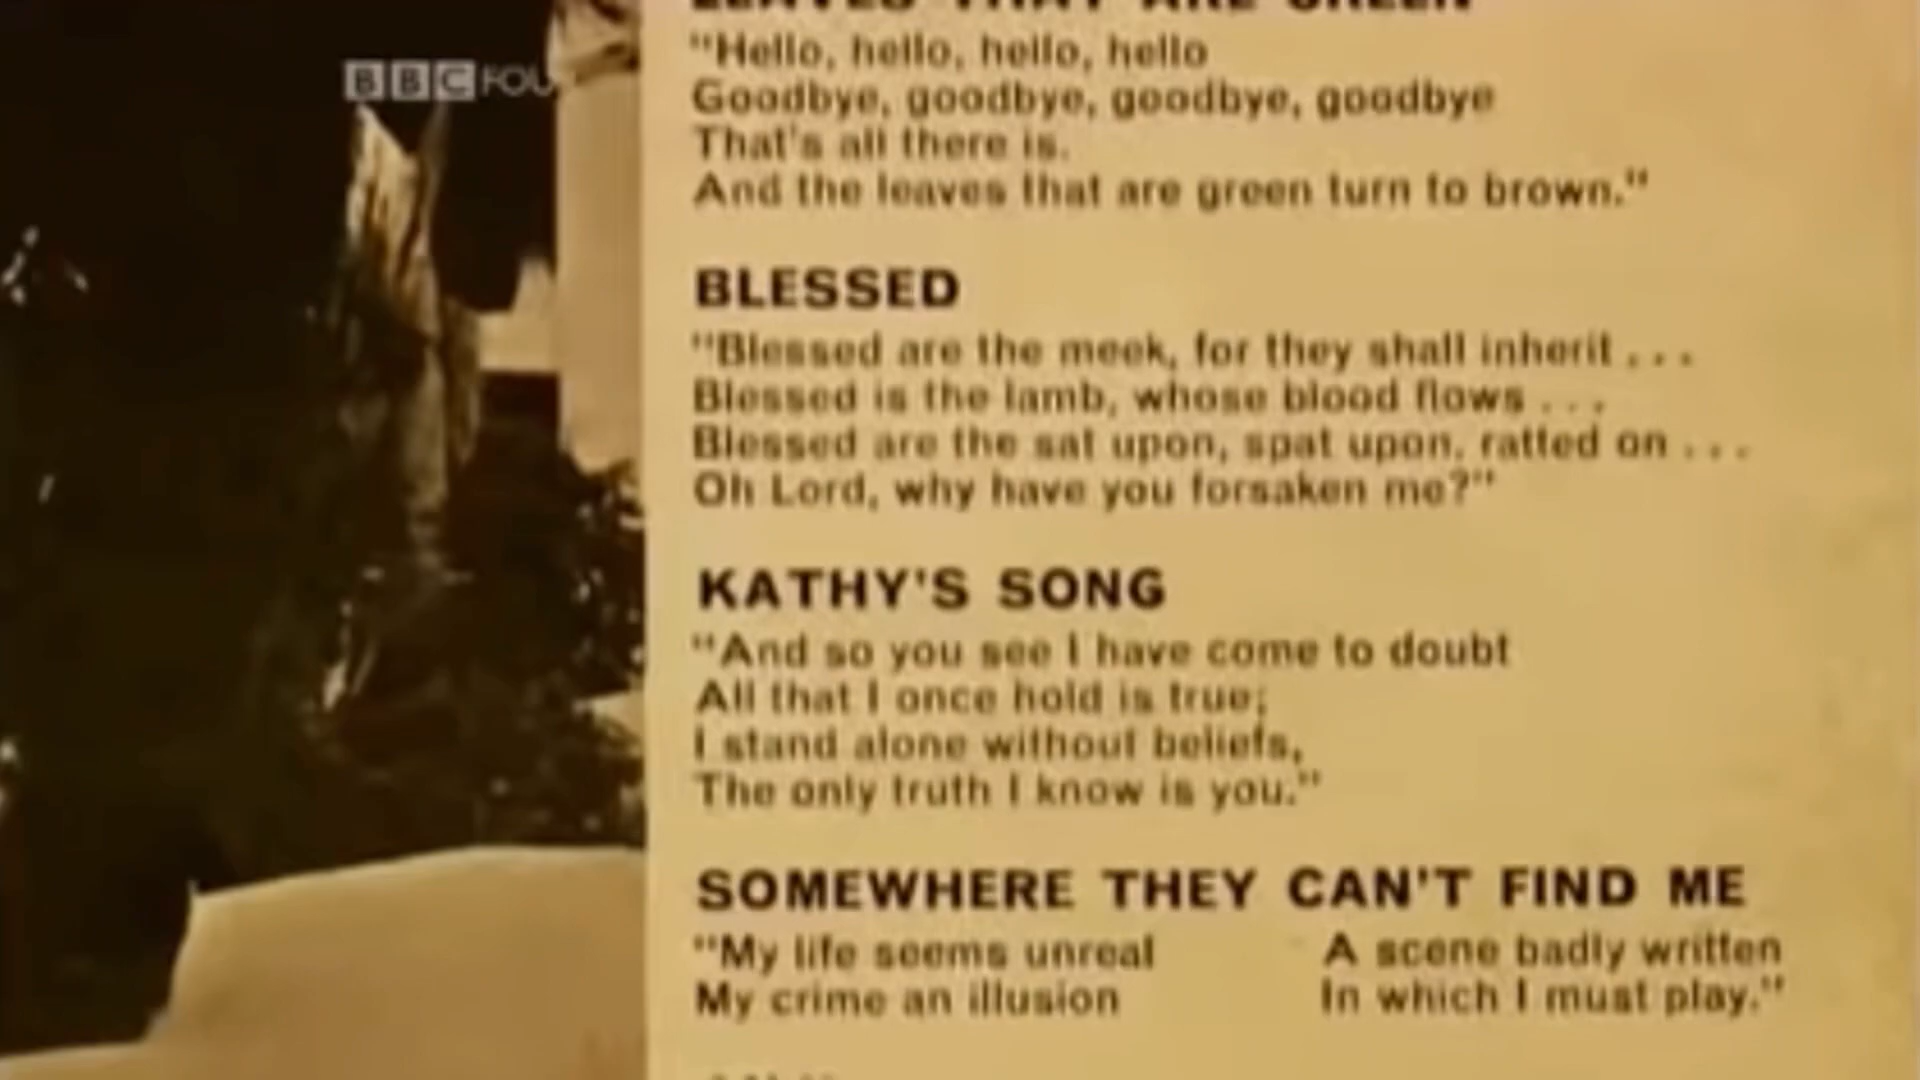 BBC FOU
LEAVES THAT ARE GREEN
"Hello, hello, hello, hello
Goodbye, goodbye, goodbye, goodbye
That's all there is.
And the leaves that are green turn to brown."
BLESSED
"Blessed are the meek, for they shall inherit . . .
Blessed is the lamb, whose blood flows . . .
Blessed are the sat upon, spat upon, ratted on . . .
Oh Lord, why have you forsaken me?"
KATHY'S SONG
"And so you see I have come to doubt
All that I once hold is true;
I stand alone without beliefs,
The only truth I know is you."
SOMEWHERE THEY CAN'T FIND ME
"My life seems unreal
My crime an illusion
A scene badly written
In which I must play."